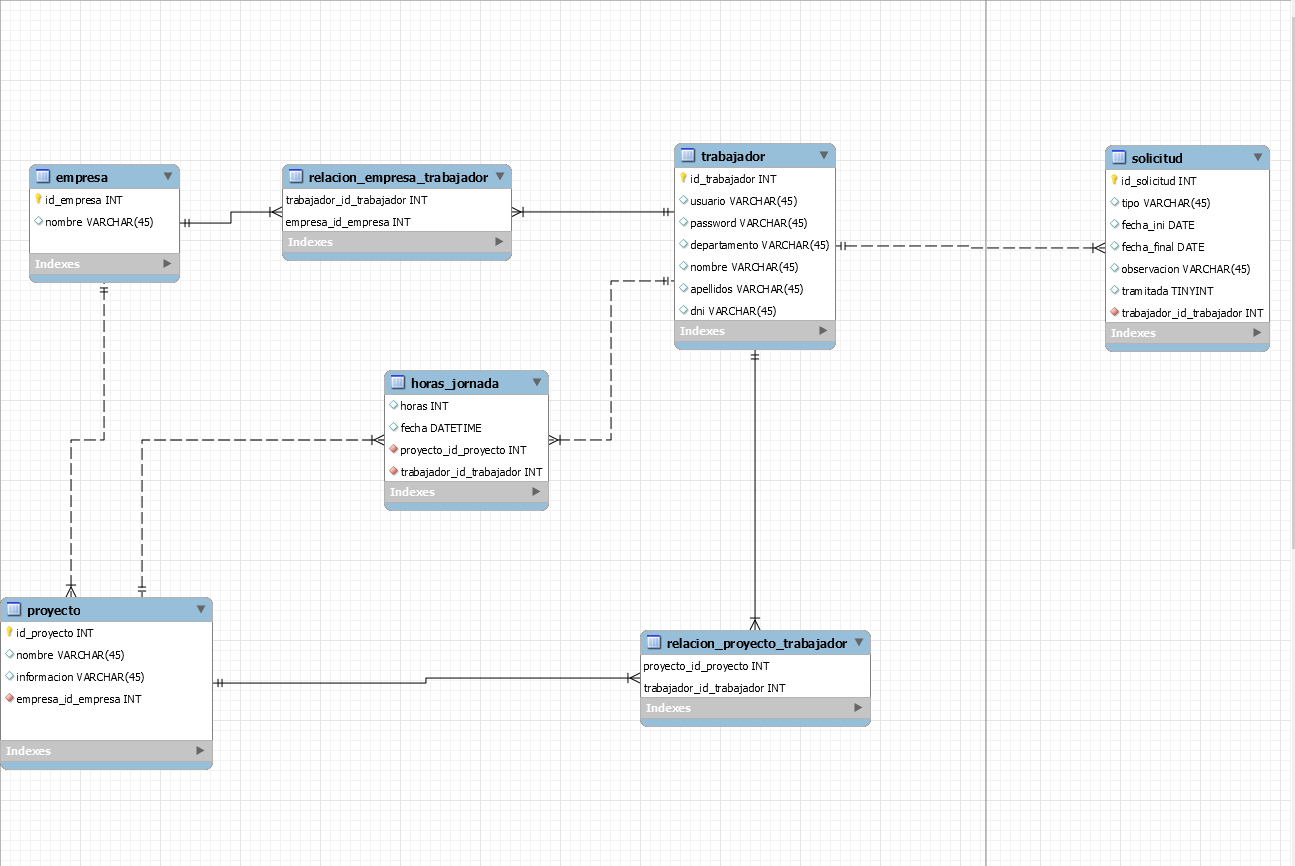 empresa
id_empresa INT
nombre VARCHAR(45)
Indexes
relacion_empresa_trabajador
trabajador_id_trabajador INT
empresa_id_empresa INT
Indexes
trabajador
id_trabajador INT
usuario VARCHAR(45)
password VARCHAR(45)
departamento VARCHAR(45)
nombre VARCHAR(45)
apellidos VARCHAR(45)
dni VARCHAR(45)
Indexes
solicitud
id_solicitud INT
tipo VARCHAR(45)
fecha_ini DATE
fecha_final DATE
observacion VARCHAR(45)
tramitada TINYINT
trabajador_id_trabajador INT
Indexes
horas_jornada
horas INT
fecha DATETIME
proyecto_id_proyecto INT
trabajador_id_trabajador INT
Indexes
proyecto
id_proyecto INT
nombre VARCHAR(45)
informacion VARCHAR(45)
empresa_id_empresa INT
Indexes
relacion_proyecto_trabajador
proyecto_id_proyecto INT
trabajador_id_trabajador INT
Indexes